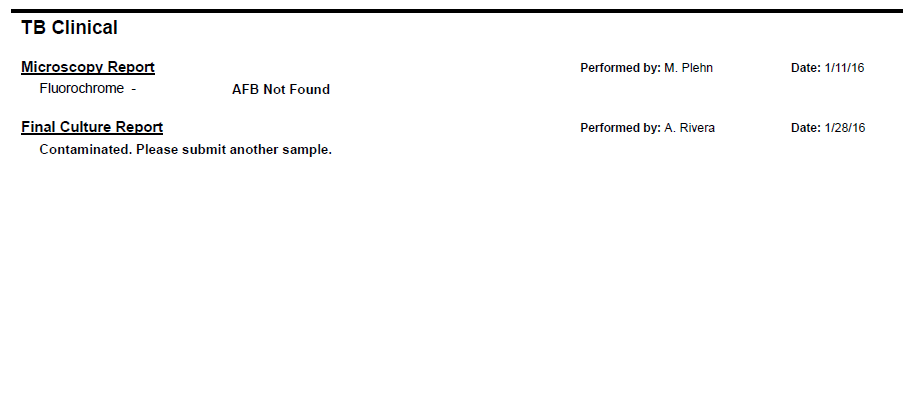 TB Clinical
Microscopy Report Performed by: M. Plehn Date: 1/11/16
Fluorochrome - AFB Not Found
Final Culture Report Performed by: A. Rivera Date: 1/28/16
Contaminated. Please submit another sample.